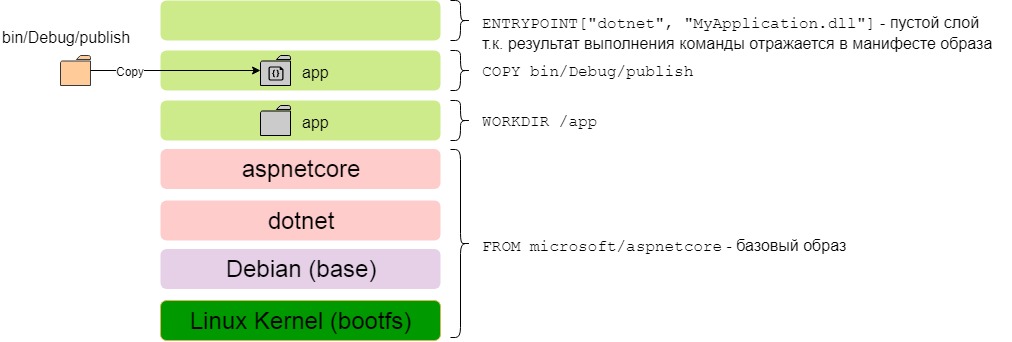 ENTRYPOINT["dotnet", "MyApplication.dll"] - пустой слой
т.к. результат выполнения команды отражается в манифесте образа
bin/Debug/publish
Copy
{}
app
COPY bin/Debug/publish
app
WORKDIR /app
aspnetcore
dotnet
FROM microsoft/aspnetcore - базовый образ
Debian (base)
Linux Kernel (bootfs)